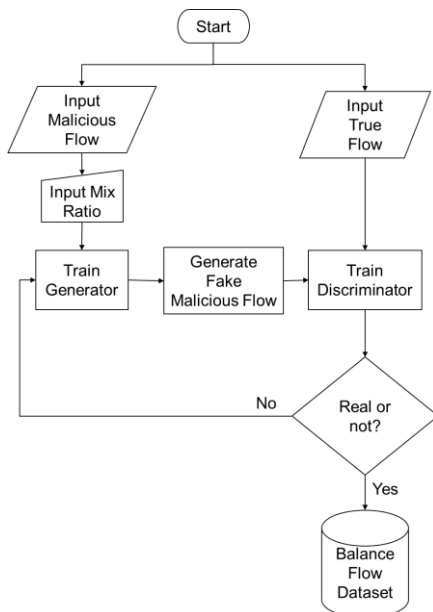 Start
Input
Malicious
Flow
Input
True
Flow
Input Mix
Ratio
Train
Generator
Generate
Fake
Malicious Flow
Train
Discriminator
No
Real or
not?
Yes
Balance
Flow
Dataset